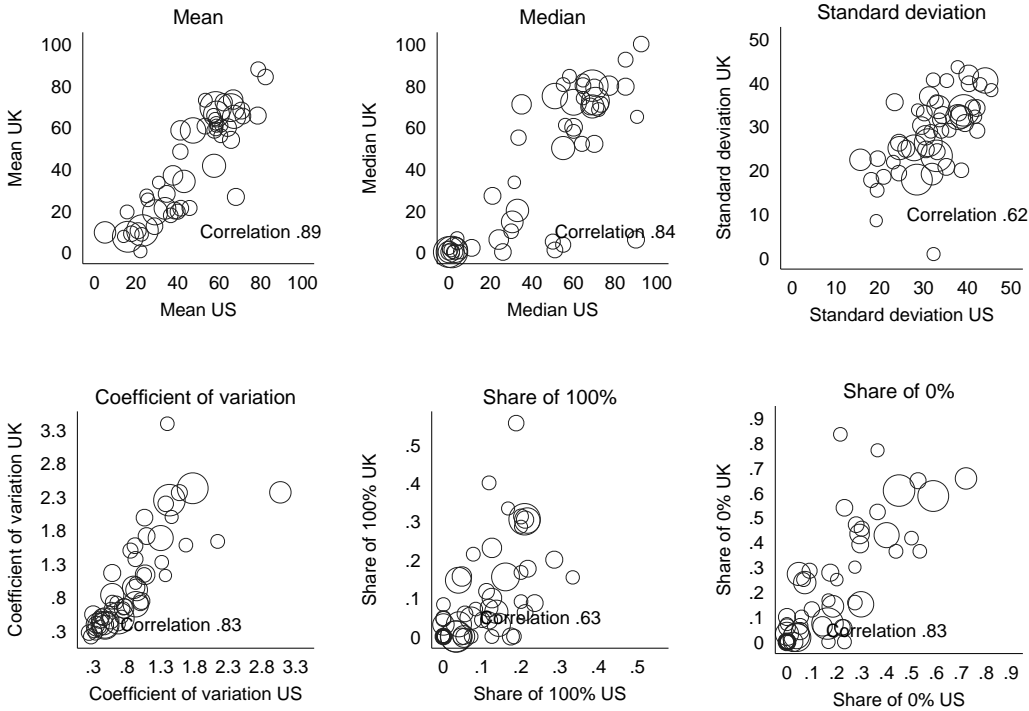 Mean
Mean UK
100
80
60
40
20
0
Correlation .89
0 20 40 60 80 100
Mean US
Median
Median UK
100
80
60
40
20
0
Correlation .84
0 20 40 60 80 100
Median US
Standard deviation
Standard deviation UK
50
40
30
20
10
0
Correlation .62
0 10 20 30 40 50
Standard deviation US
Coefficient of variation
Coefficient of variation UK
3.3
2.8
2.3
1.8
1.3
.8
.3
Correlation .83
.3 .8 1.3 1.8 2.3 2.8 3.3
Coefficient of variation US
Share of 100%
Share of 100% UK
.5
.4
.3
.2
.1
0
Correlation .63
0 .1 .2 .3 .4 .5
Share of 100% US
Share of 0%
Share of 0% UK
.9
.8
.7
.6
.5
.4
.3
.2
.1
0
Correlation .83
0 .1 .2 .3 .4 .5 .6 .7 .8 .9
Share of 0% US